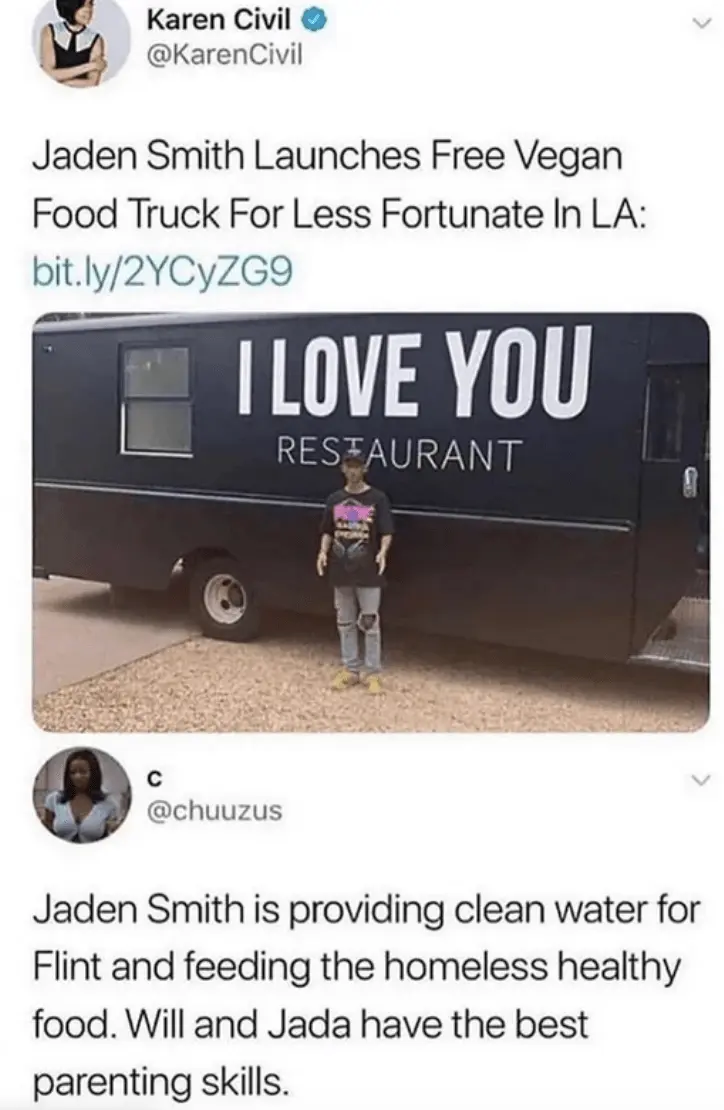 Karen Civil
@KarenCivil
Jaden Smith Launches Free Vegan
Food Truck For Less Fortunate In LA:
bit.ly/2YCyZG9
I LOVE YOU
RESTAURANT
c
@chuuzus
Jaden Smith is providing clean water for
Flint and feeding the homeless healthy
food. Will and Jada have the best
parenting skills.